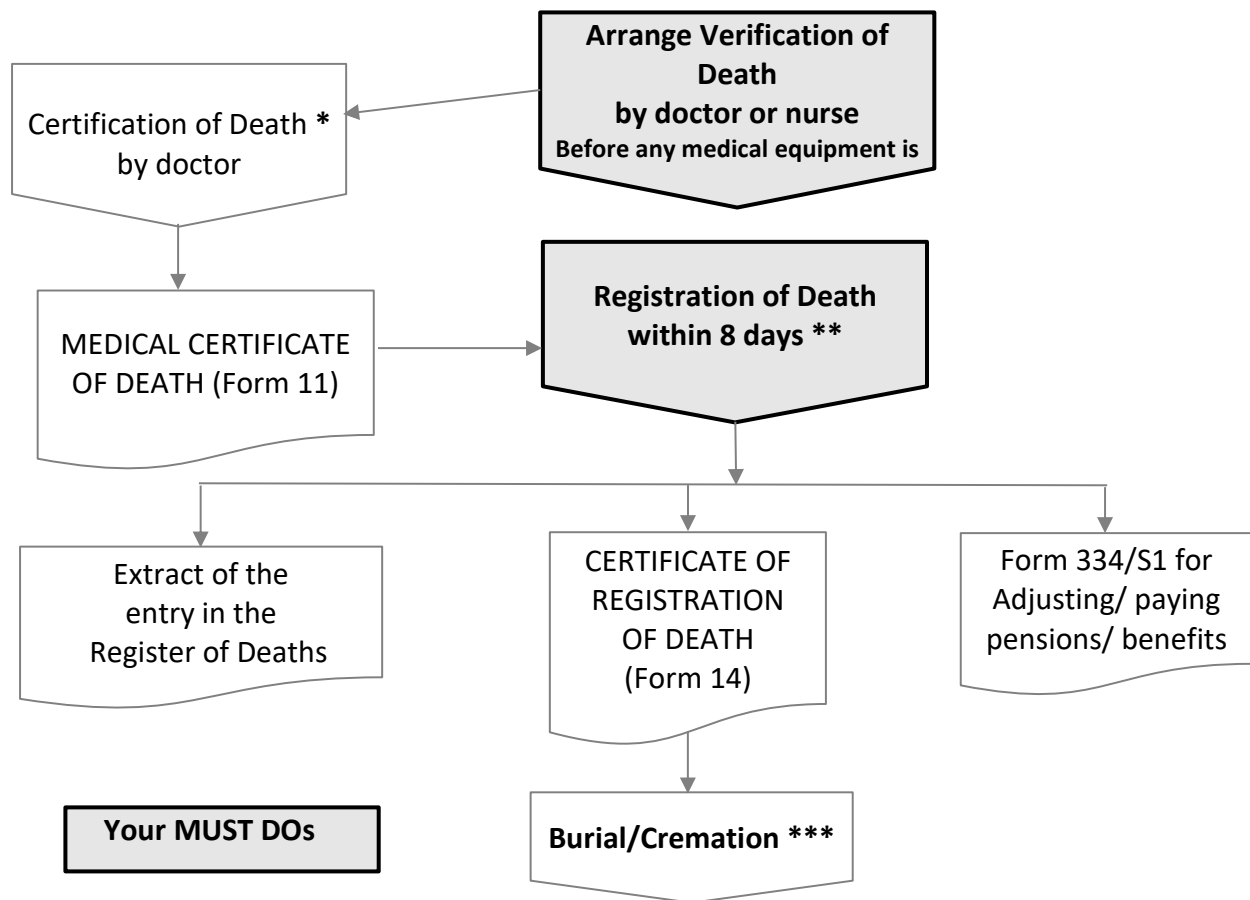 Arrange Verification of
Death
by doctor or nurse
Before any medical equipment is
Certification of Death *
by doctor
MEDICAL CERTIFICATE
OF DEATH (Form 11)
Registration of Death
within 8 days **
Extract of the
entry in the
Register of Deaths
CERTIFICATE OF
REGISTRATION
OF DEATH
(Form 14)
Form 334/S1 for
Adjusting/ paying
pensions/ benefits
Your MUST DOs
Burial/Cremation ***